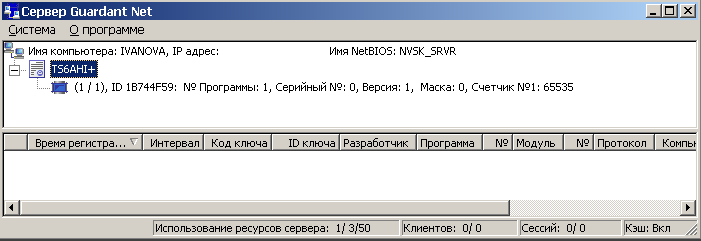 Сервер Guardant Net
Система О программе
Имя компьютера: IVANOVA, IP адрес: Имя NetBIOS: NVSK_SRVR
TS6AHI+
(1 / 1), ID 1B744F59: № Программы: 1, Серийный №: 0, Версия: 1, Маска: 0, Счетчик №1: 65535
Время регистра... Интервал Код ключа ID ключа Разработчик Программа № Модуль № Протокол Компьн
Использование ресурсов сервера: 1/ 3/50 Клиентов: 0/ 0 Сессий: 0/ 0 Кэш: Вкл